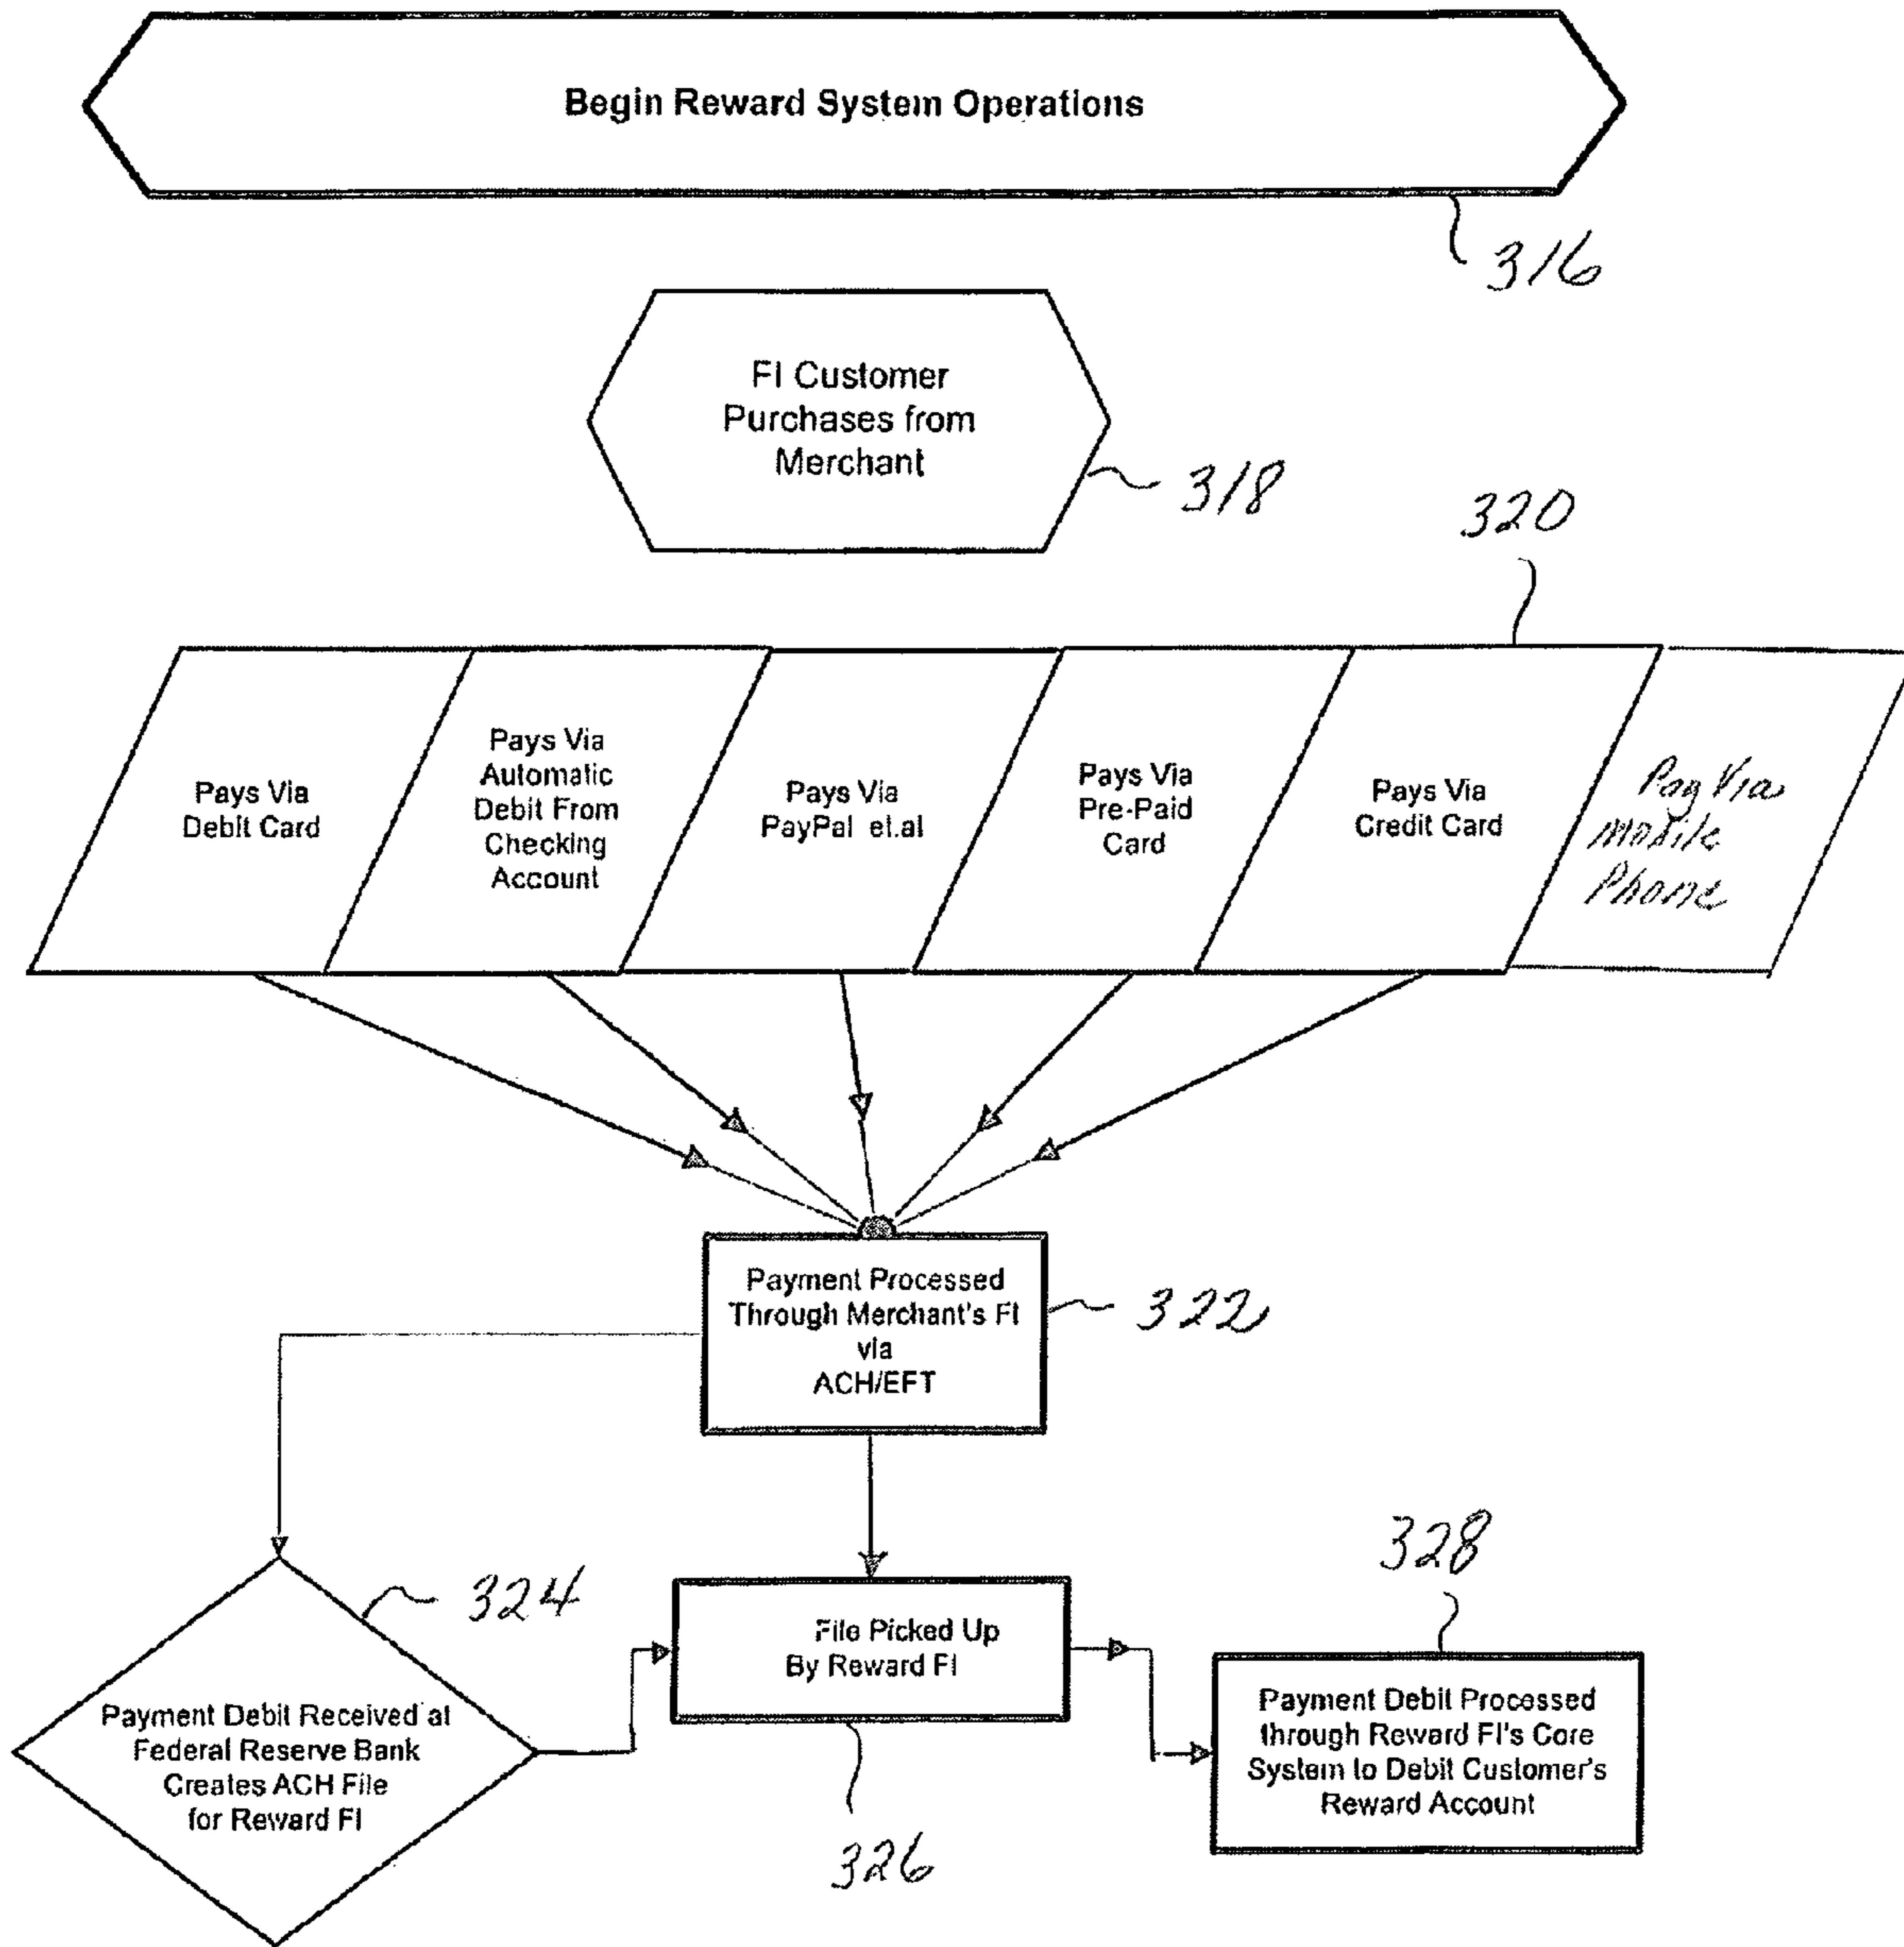 Begin Reward System Operations
316
FI Customer
Purchases from
Merchant
318
320
Pays Via
Debit Card
Pays Via
Automatic
Debit From
Checking
Account
Pays Via
PayPal et.al
Pays Via
Pre-Paid
Card
Pays Via
Credit Card
Pay Via
Mobile
Phone
Payment Processed
Through Merchant's FI
via
ACH/EFT
322
324
Payment Debit Received at
Federal Reserve Bank
Creates ACH File
for Reward FI
File Picked Up
By Reward FI
326
328
Payment Debit Processed
through Reward FI's Core
System to Debit Customer's
Reward Account